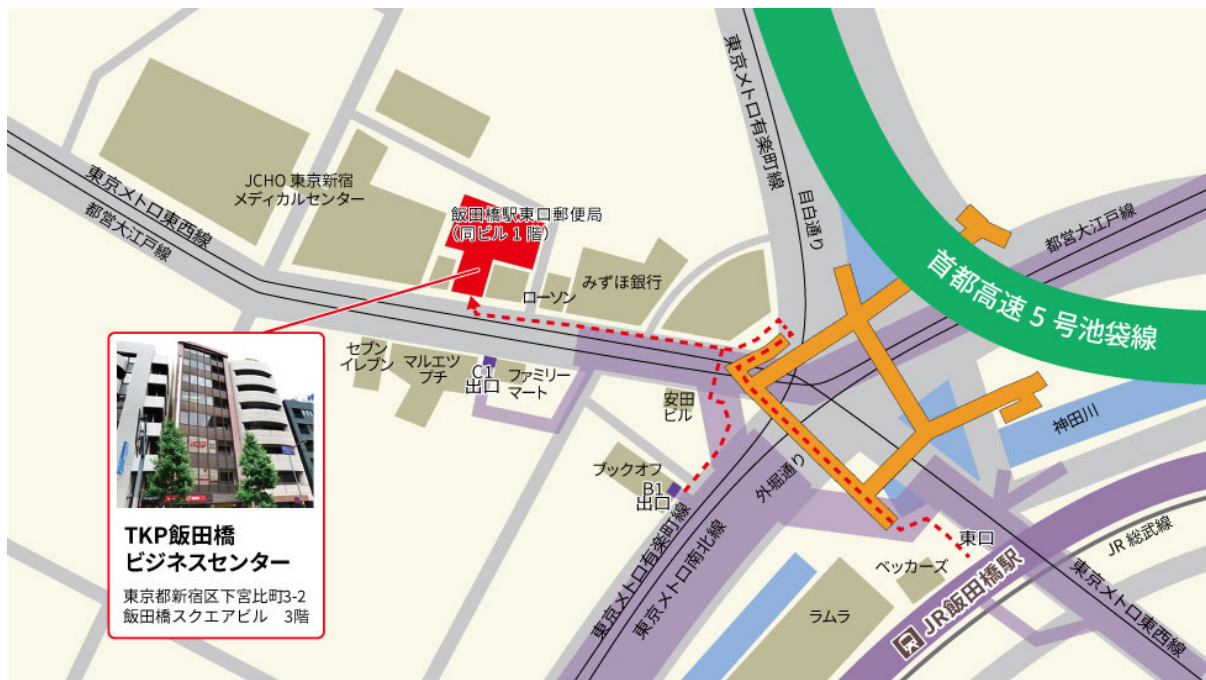 東京メトロ有楽町線
目白通り
都営大江戸線
首都高速5号池袋線
東京メトロ東西線
都営大江戸線
JCHO 東京新宿
メディカルセンター
飯田橋駅東口郵便局
（同ビル1階）
ローソン
みずほ銀行
セブン
イレブン
マルエツ
プチ
C1
出口
ファミリー
マート
安田
ビル
神田川
ブックオフ
B1
出口
外堀通り
東京メトロ有楽町線
東京メトロ南北線
東口
ベッカーズ
ラムラ
JR飯田橋駅
JR 総武線
東京メトロ東西線
TKP飯田橋
ビジネスセンター
東京都新宿区下宮比町3-2
飯田橋スクエアビル　3階